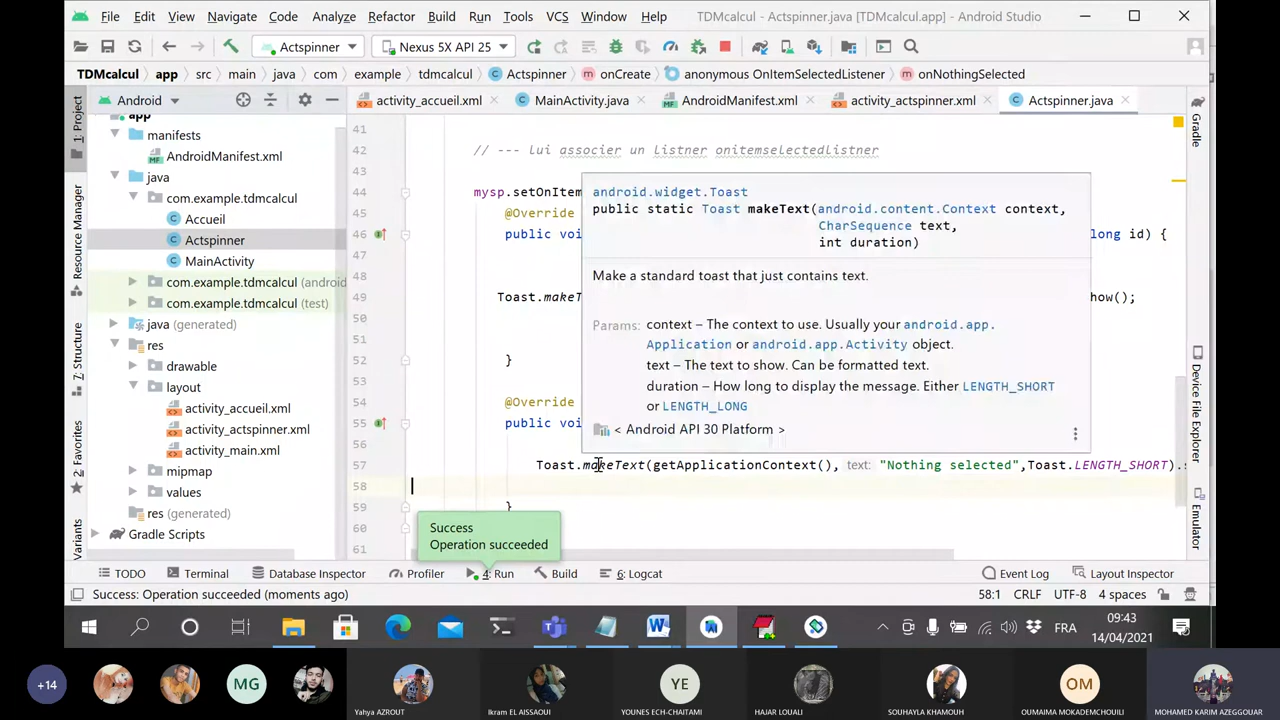 File Edit View Navigate Code Analyze Refactor Build Run Tools VCS Window Help TDMcalcul - Actspinner.java [TDMcalcul.app] - Android Studio
Actspinner Nexus 5X API 25
TDMcalcul app src main java com example tdmcalcul Actspinner onCreate anonymous OnItemSelectedListener onNothingSelected
Android
activity_accueil.xml MainActivity.java AndroidManifest.xml activity_actspinner.xml Actspinner.java
1: Project
Resource Manager
7: Structure
2: Favorites
Variants
app
manifests
AndroidManifest.xml
java
com.example.tdmcalcul
Accueil
Actspinner
MainActivity
com.example.tdmcalcul (android
com.example.tdmcalcul (test)
java (generated)
res
drawable
layout
activity_accueil.xml
activity_actspinner.xml
activity_main.xml
mipmap
values
res (generated)
Gradle Scripts
41
42 // --- lui associer un listner onitemselectedlistner
43
44 mysp.setOnItem
45 @Override
46 public voi long id) {
47
48
49 Toast.makeT how();
50
51
52 }
53
54 @Override
55 public voi
56
57 Toast.makeText(getApplicationContext(), text: "Nothing selected",Toast.LENGTH_SHORT).s
58
59 }
60
61
android.widget.Toast
public static Toast makeText(android.content.Context context,
CharSequence text,
int duration)
Make a standard toast that just contains text.
Params: context – The context to use. Usually your android.app.
Application or android.app.Activity object.
text – The text to show. Can be formatted text.
duration – How long to display the message. Either LENGTH_SHORT
or LENGTH_LONG
< Android API 30 Platform >
Success
Operation succeeded
Gradle
Device File Explorer
Emulator
TODO Terminal Database Inspector Profiler 4: Run Build 6: Logcat Event Log Layout Inspector
Success: Operation succeeded (moments ago) 58:1 CRLF UTF-8 4 spaces
FRA
09:43
14/04/2021
+14 MG YE OM
Yahya AZROUT Ikram EL AISSAOUI YOUNES ECH-CHAITAMI HAJAR LOUALI SOUHAYLA KHAMOUH OUMAIMA MOKADEMCHOUILI MOHAMED KARIM AZEGGOUAR